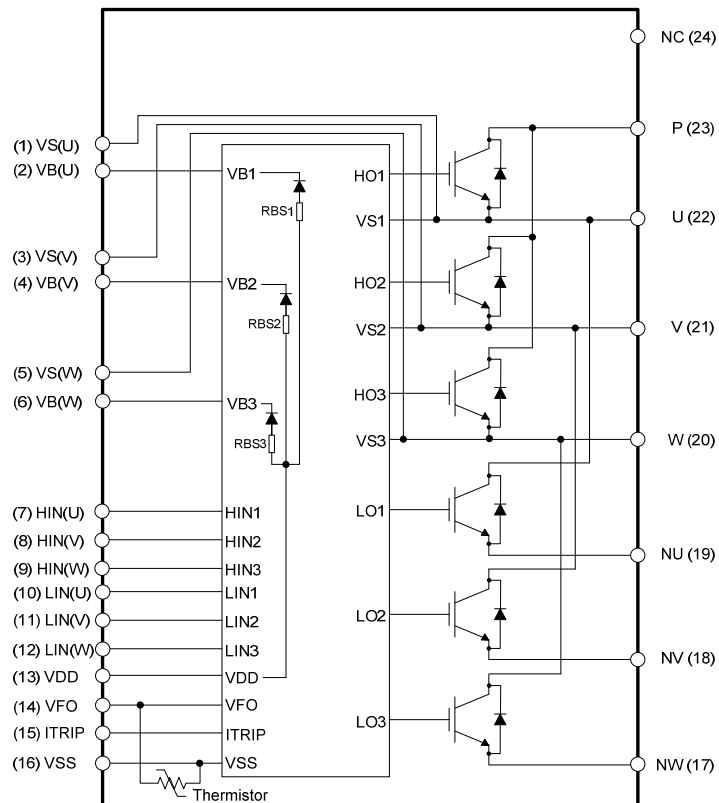 NC (24)
(1) VS(U)
(2) VB(U)
(3) VS(V)
(4) VB(V)
(5) VS(W)
(6) VB(W)
(7) HIN(U)
(8) HIN(V)
(9) HIN(W)
(10) LIN(U)
(11) LIN(V)
(12) LIN(W)
(13) VDD
(14) VFO
(15) ITRIP
(16) VSS
Thermistor
VB1
RBS1
VB2
RBS2
VB3
RBS3
HIN1
HIN2
HIN3
LIN1
LIN2
LIN3
VDD
VFO
ITRIP
VSS
HO1
VS1
HO2
VS2
HO3
VS3
LO1
LO2
LO3
P (23)
U (22)
V (21)
W (20)
NU (19)
NV (18)
NW (17)